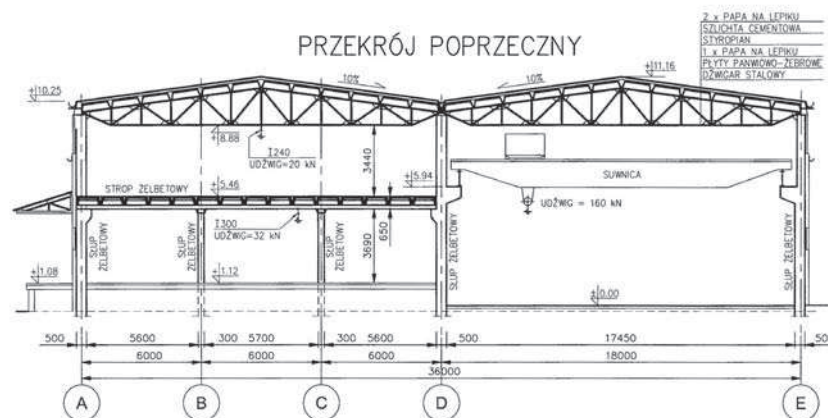 2 x PAPA NA LEPIKU
SZLICHTA CEMENTOWA
STYROPIAN
1 x PAPA NA LEPIKU
PŁYTY PANWIOWO-ŻEBROWE
DŹWIGAR STALOWY
PRZEKRÓJ POPRZECZNY
10%
10%
+11.16
+10.25
+8.88
I240
UDŹWIG=20 kN
3440
+5.94
SUWNICA
STROP ŻELBETOWY
+5.46
UDŹWIG = 160 kN
I300
UDŹWIG=32 kN
650
3690
SŁUP ŻELBETOWY
SŁUP ŻELBETOWY
SŁUP ŻELBETOWY
SŁUP ŻELBETOWY
SŁUP ŻELBETOWY
+1.08
+1.12
±0.00
500 5600 300 5700 300 5600 500 17450 50
6000 6000 6000 18000
36000
A B C D E